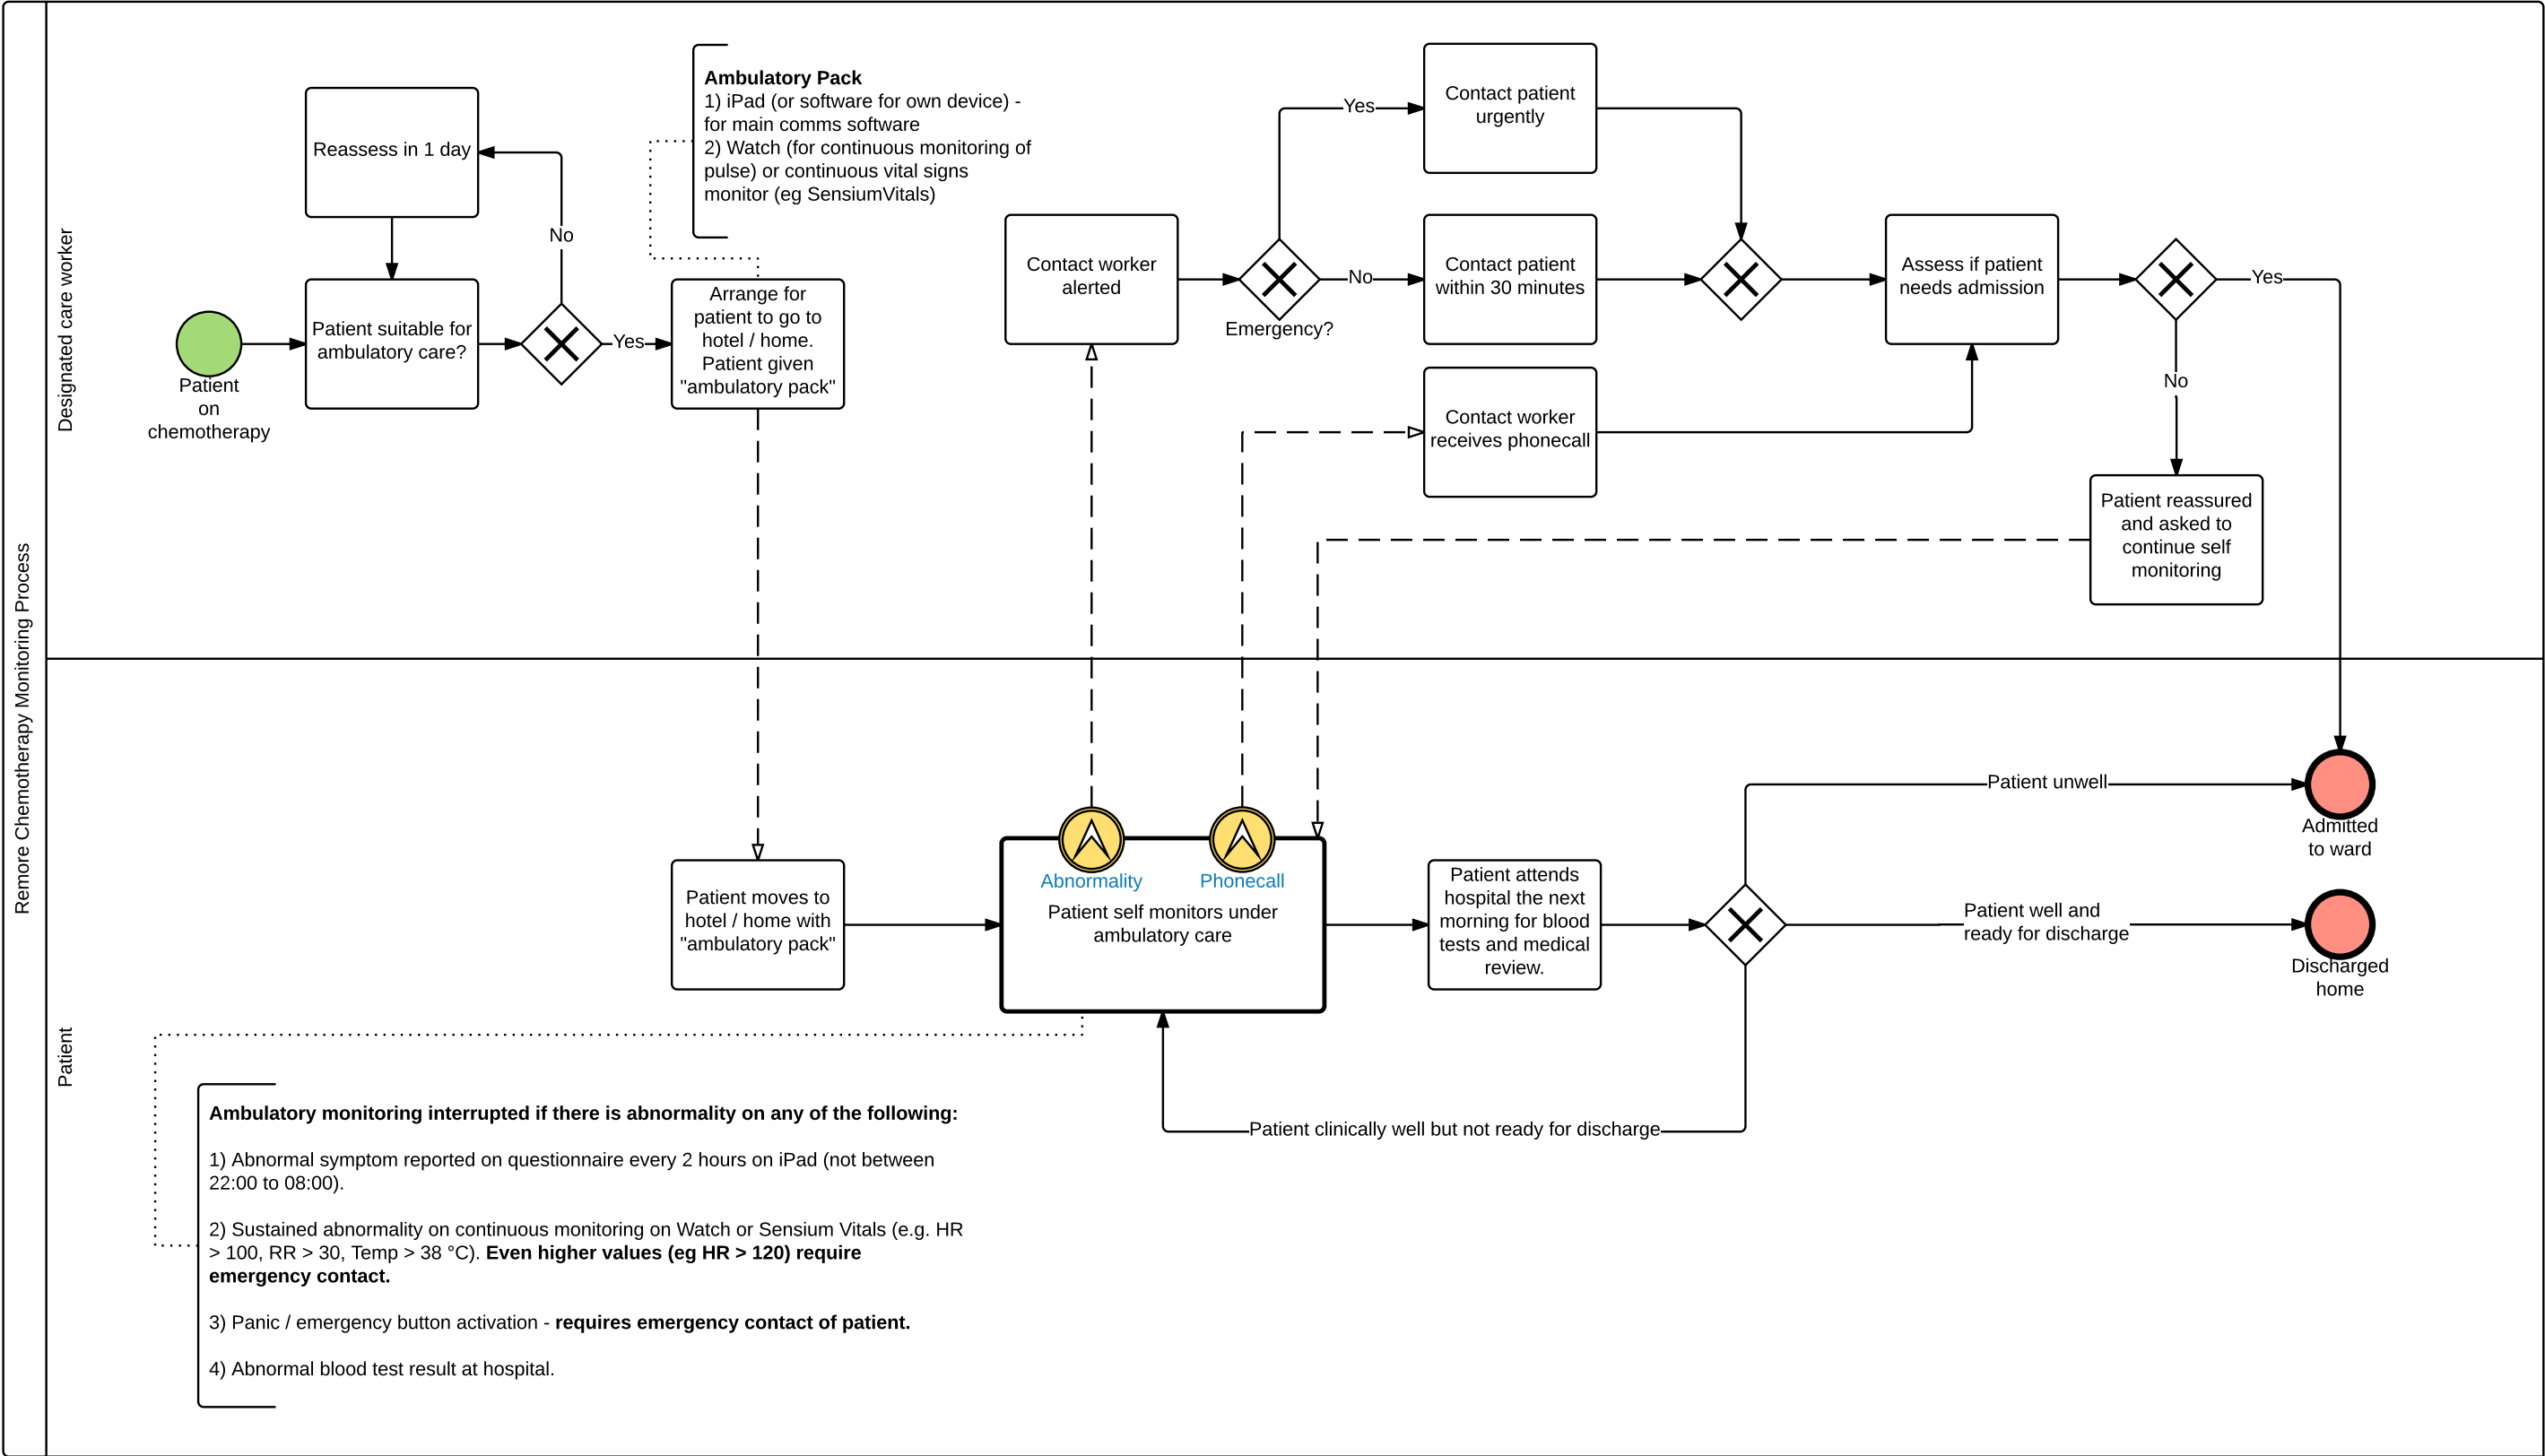 Remore Chemotherapy Monitoring Process
Designated care worker
Patient
on
chemotherapy
Reassess in 1 day
Patient suitable for
ambulatory care?
No
Yes
Ambulatory Pack
1) iPad (or software for own device) -
for main comms software
2) Watch (for continuous monitoring of
pulse) or continuous vital signs
monitor (eg SensiumVitals)
Arrange for
patient to go to
hotel / home.
Patient given
"ambulatory pack"
Contact worker
alerted
Emergency?
Yes
No
Contact patient
urgently
Contact patient
within 30 minutes
Contact worker
receives phonecall
Assess if patient
needs admission
Yes
No
Patient reassured
and asked to
continue self
monitoring
Patient
Patient moves to
hotel / home with
"ambulatory pack"
Abnormality
Phonecall
Patient self monitors under
ambulatory care
Patient attends
hospital the next
morning for blood
tests and medical
review.
Patient unwell
Patient well and
ready for discharge
Patient clinically well but not ready for discharge
Admitted
to ward
Discharged
home
Ambulatory monitoring interrupted if there is abnormality on any of the following:
1) Abnormal symptom reported on questionnaire every 2 hours on iPad (not between
22:00 to 08:00).
2) Sustained abnormality on continuous monitoring on Watch or Sensium Vitals (e.g. HR
> 100, RR > 30, Temp > 38 °C). Even higher values (eg HR > 120) require
emergency contact.
3) Panic / emergency button activation - requires emergency contact of patient.
4) Abnormal blood test result at hospital.